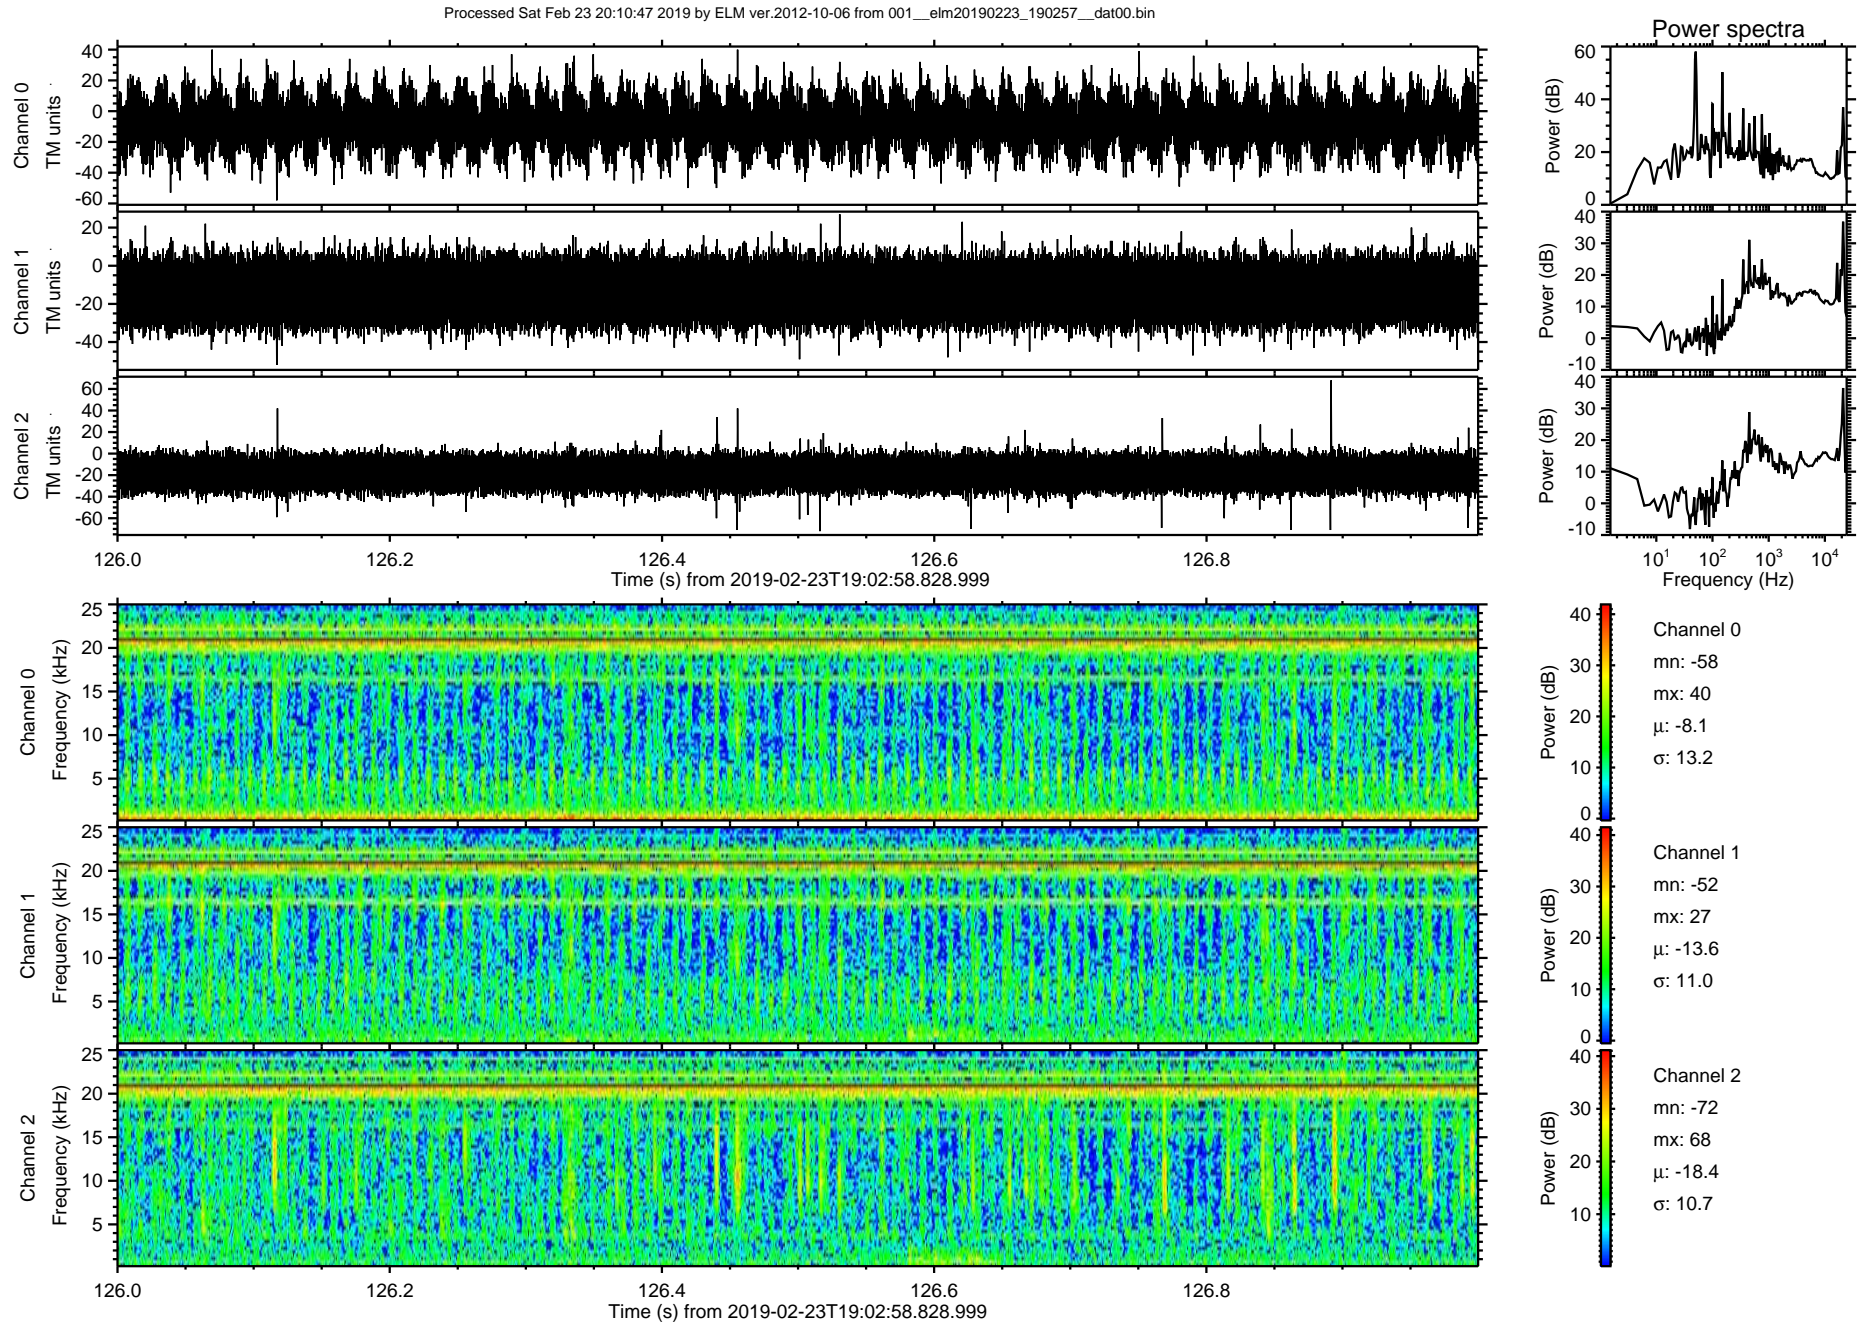 Processed Sat Feb 23 20:10:47 2019 by ELM ver.2012-10-06 from 001__elm20190223_190257__dat00.bin
Power spectra
Channel 0
TM units
40
20
0
-20
-40
-60
Power (dB)
60
40
20
0
Channel 1
TM units
20
0
-20
-40
Power (dB)
40
30
20
10
0
-10
Channel 2
TM units
60
40
20
0
-20
-40
-60
Power (dB)
40
30
20
10
0
-10
126.0 126.2 126.4 126.6 126.8
Time (s) from 2019-02-23T19:02:58.828.999
10^1 10^2 10^3 10^4
Frequency (Hz)
Channel 0
Frequency (kHz)
25
20
15
10
5
Power (dB)
40
30
20
10
0
Channel 0
mn: -58
mx: 40
µ: -8.1
σ: 13.2
Channel 1
Frequency (kHz)
25
20
15
10
5
Power (dB)
40
30
20
10
0
Channel 1
mn: -52
mx: 27
µ: -13.6
σ: 11.0
Channel 2
Frequency (kHz)
25
20
15
10
5
Power (dB)
40
30
20
10
Channel 2
mn: -72
mx: 68
µ: -18.4
σ: 10.7
126.0 126.2 126.4 126.6 126.8
Time (s) from 2019-02-23T19:02:58.828.999